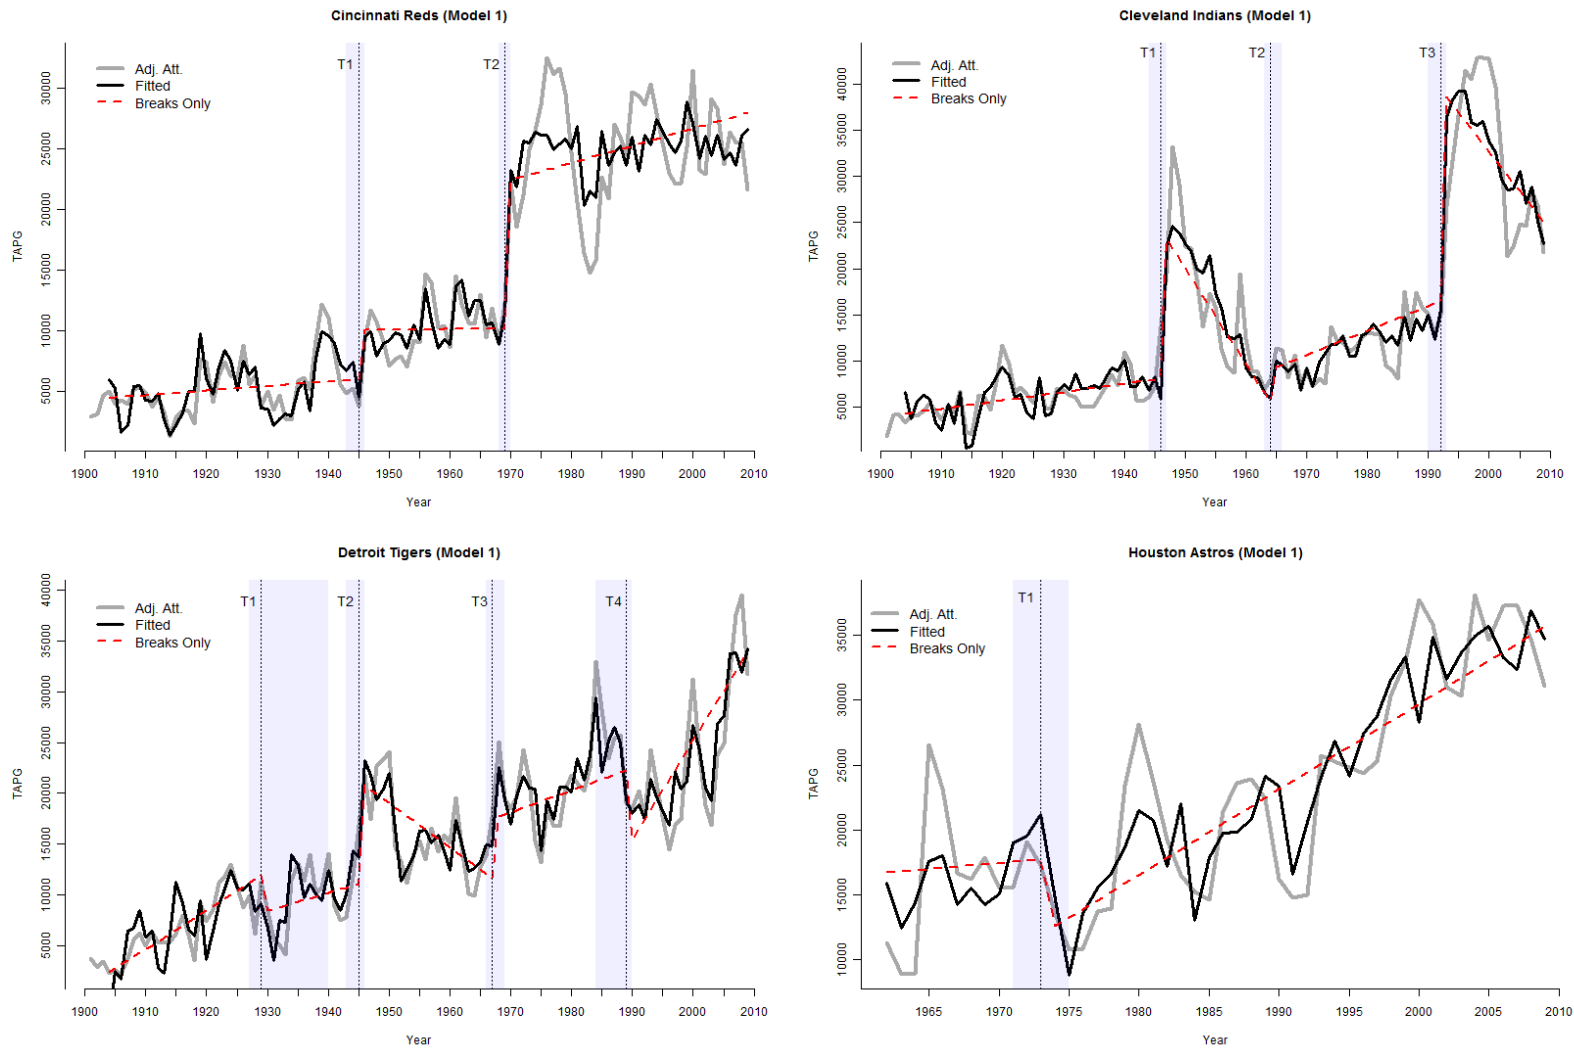 Cincinnati Reds (Model 1)
Adj. Att.
Fitted
Breaks Only
T1
T2
TAPG
5000
10000
15000
20000
25000
30000
1900 1910 1920 1930 1940 1950 1960 1970 1980 1990 2000 2010
Year
Cleveland Indians (Model 1)
Adj. Att.
Fitted
Breaks Only
T1
T2
T3
TAPG
5000
10000
15000
20000
25000
30000
35000
40000
1900 1910 1920 1930 1940 1950 1960 1970 1980 1990 2000 2010
Year
Detroit Tigers (Model 1)
Adj. Att.
Fitted
Breaks Only
T1
T2
T3
T4
TAPG
5000
10000
15000
20000
25000
30000
35000
40000
1900 1910 1920 1930 1940 1950 1960 1970 1980 1990 2000 2010
Year
Houston Astros (Model 1)
Adj. Att.
Fitted
Breaks Only
T1
TAPG
10000
15000
20000
25000
30000
35000
1965 1970 1975 1980 1985 1990 1995 2000 2005 2010
Year